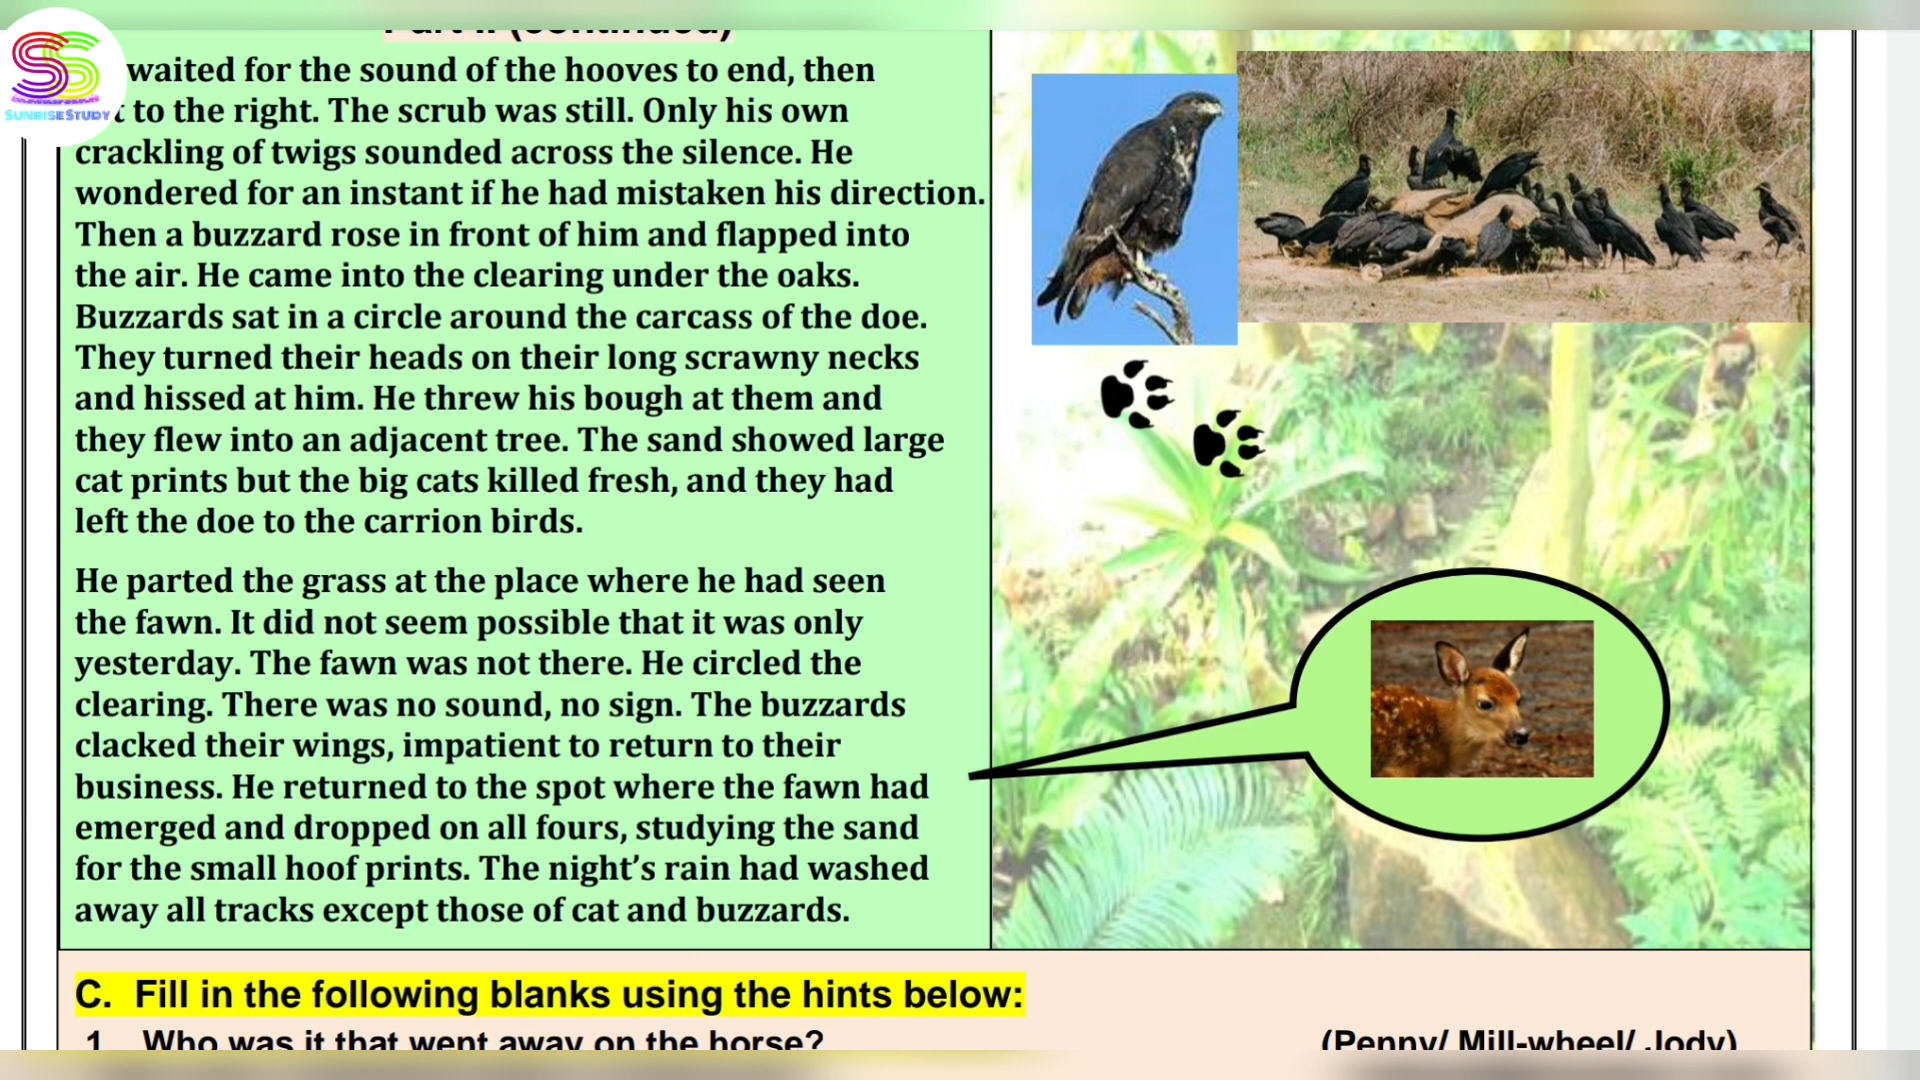 Part II (continued)
SS
SUNRISE STUDY
waited for the sound of the hooves to end, then
to the right. The scrub was still. Only his own
crackling of twigs sounded across the silence. He
wondered for an instant if he had mistaken his direction.
Then a buzzard rose in front of him and flapped into
the air. He came into the clearing under the oaks.
Buzzards sat in a circle around the carcass of the doe.
They turned their heads on their long scrawny necks
and hissed at him. He threw his bough at them and
they flew into an adjacent tree. The sand showed large
cat prints but the big cats killed fresh, and they had
left the doe to the carrion birds.
He parted the grass at the place where he had seen
the fawn. It did not seem possible that it was only
yesterday. The fawn was not there. He circled the
clearing. There was no sound, no sign. The buzzards
clacked their wings, impatient to return to their
business. He returned to the spot where the fawn had
emerged and dropped on all fours, studying the sand
for the small hoof prints. The night’s rain had washed
away all tracks except those of cat and buzzards.
C. Fill in the following blanks using the hints below:
1 Who was it that went away on the horse? (Penny/ Mill-wheel/ Jody)